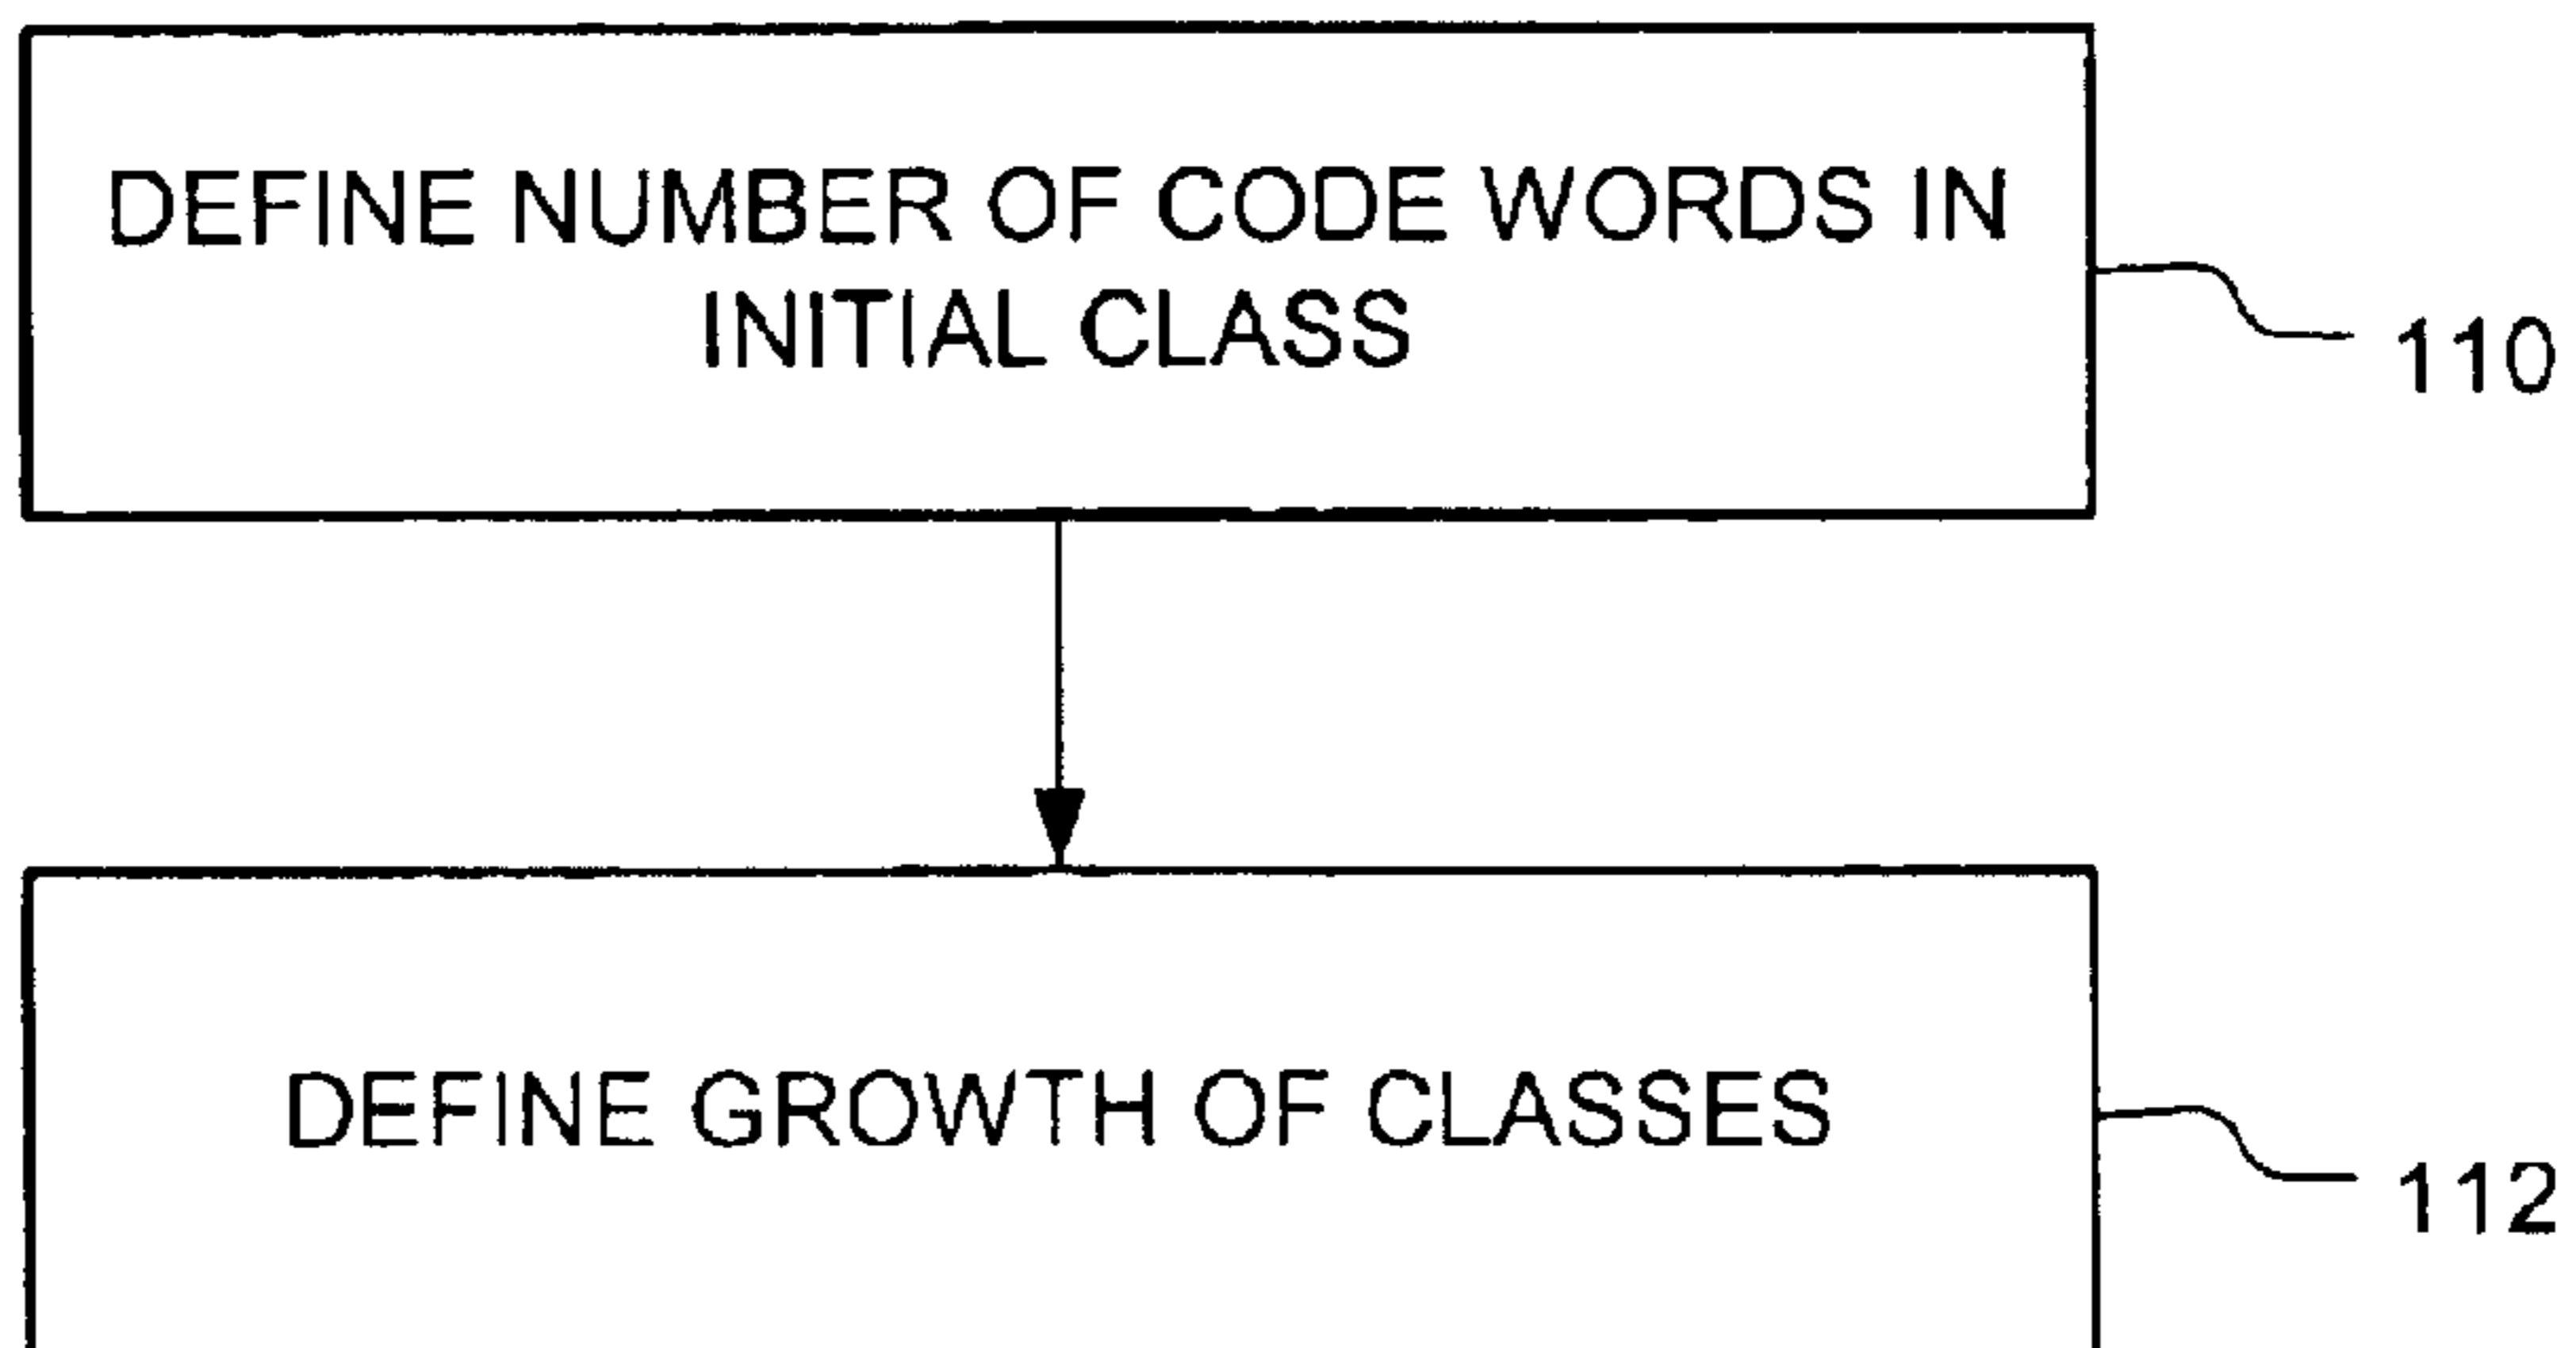 DEFINE NUMBER OF CODE WORDS IN
INITIAL CLASS
110
DEFINE GROWTH OF CLASSES
112